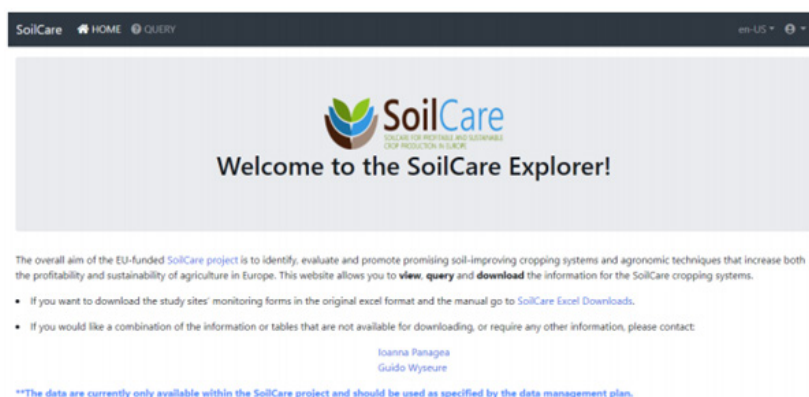 SoilCare HOME QUERY en-US
SoilCare
SOILCARE FOR PROFITABLE AND SUSTAINABLE
CROP PRODUCTION IN EUROPE
Welcome to the SoilCare Explorer!
The overall aim of the EU-funded SoilCare project is to identify, evaluate and promote promising soil-improving cropping systems and agronomic techniques that increase both
the profitability and sustainability of agriculture in Europe. This website allows you to view, query and download the information for the SoilCare cropping systems.
• If you want to download the study sites' monitoring forms in the original excel format and the manual go to SoilCare Excel Downloads.
• If you would like a combination of the information or tables that are not available for downloading, or require any other information, please contact:
Ioanna Panagea
Guido Wyseure
**The data are currently only available within the SoilCare project and should be used as specified by the data management plan.